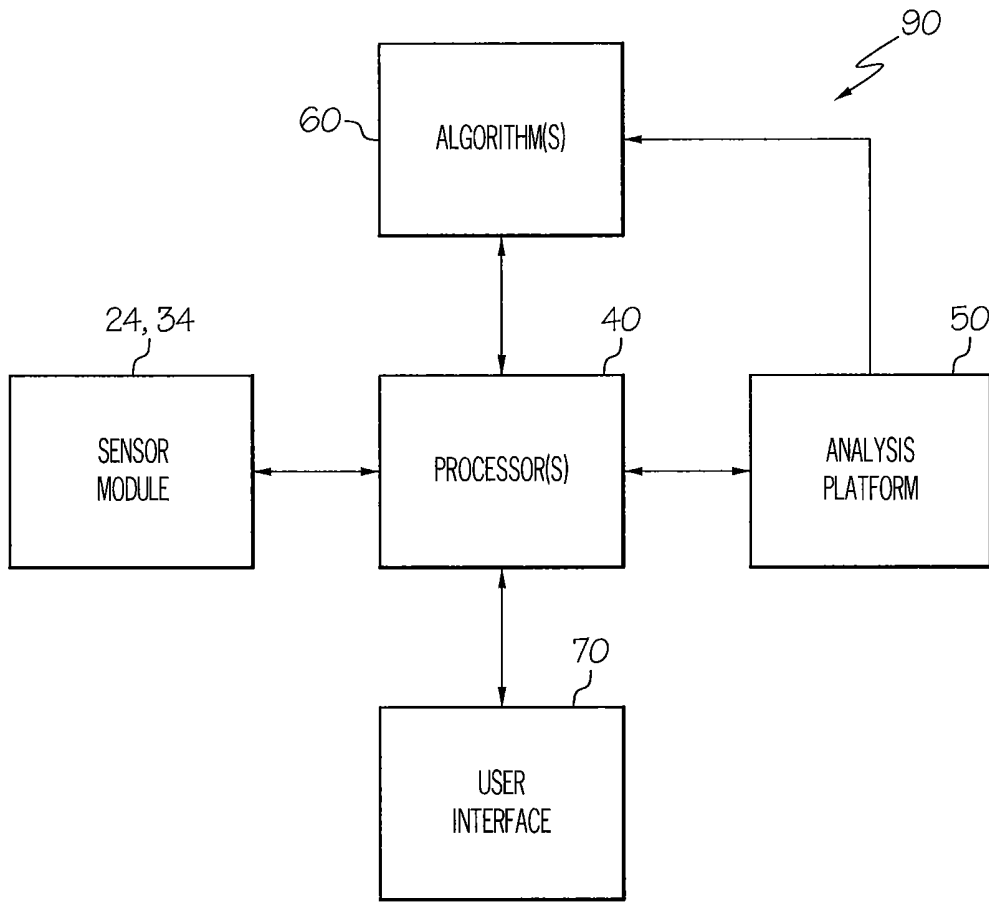 90
60
ALGORITHM(S)
24, 34
40
50
SENSOR
MODULE
PROCESSOR(S)
ANALYSIS
PLATFORM
70
USER
INTERFACE